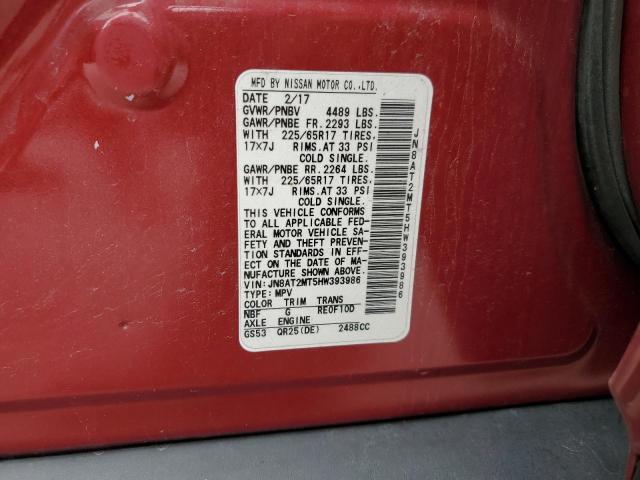 MFD BY NISSAN MOTOR CO.,LTD.
DATE 2/17
GVWR/PNBV 4489 LBS.
GAWR/PNBE FR. 2293 LBS.
WITH 225/65R17 TIRES.
17×7J RIMS. AT 33 PSI
COLD SINGLE.
GAWR/PNBE RR. 2264 LBS.
WITH 225/65R17 TIRES.
17×7J RIMS. AT 33 PSI
COLD SINGLE.
THIS VEHICLE CONFORMS
TO ALL APPLICABLE FED-
ERAL MOTOR VEHICLE SA-
FETY AND THEFT PREVEN-
TION STANDARDS IN EFF-
ECT ON THE DATE OF MA-
NUFACTURE SHOWN ABOVE.
VIN: JN8AT2MT5HW393986
TYPE: MPV
COLOR TRIM TRANS
NBF G RE0F10D
AXLE ENGINE
GS53 QR25(DE) 2488CC
JN8AT2MT5HW393986